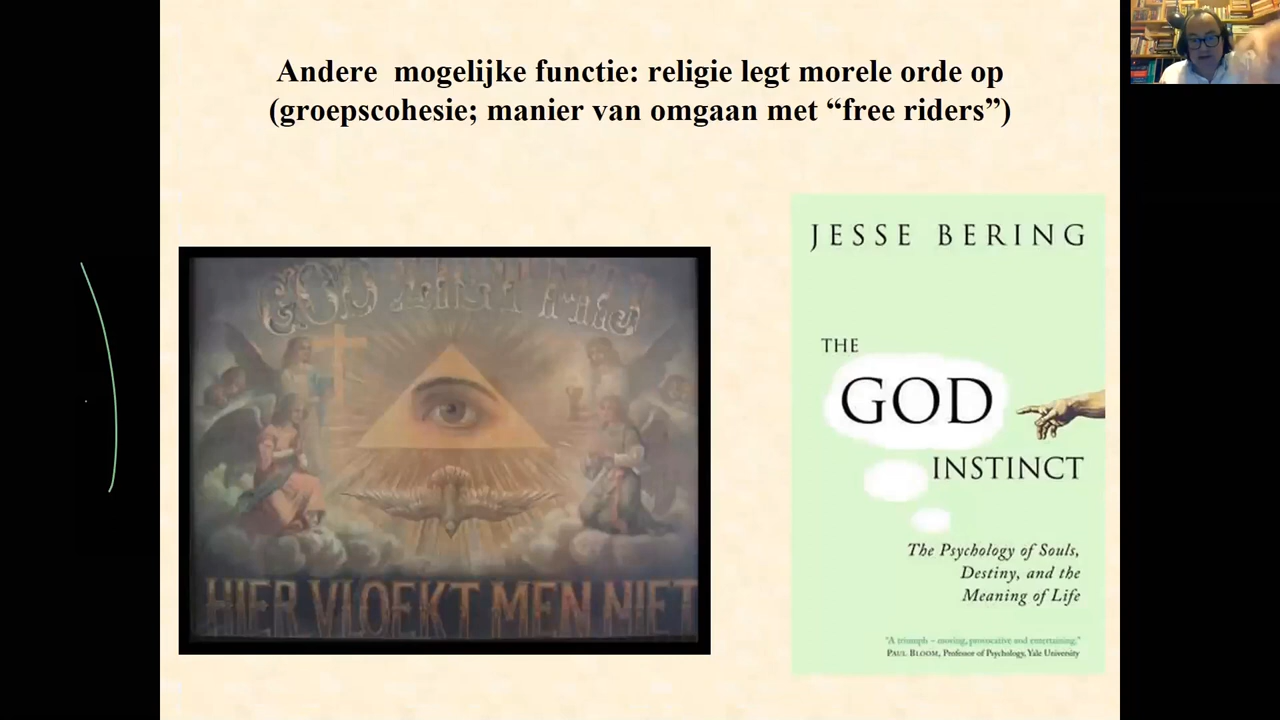 Andere mogelijke functie: religie legt morele orde op
(groepscohesie; manier van omgaan met “free riders”)
GOD
HIER VLOEKT MEN NIET
JESSE BERING
THE
GOD
INSTINCT
The Psychology of Souls,
Destiny, and the
Meaning of Life
“A triumph – moving, provocative and entertaining.”
PAUL BLOOM, Professor of Psychology, Yale University